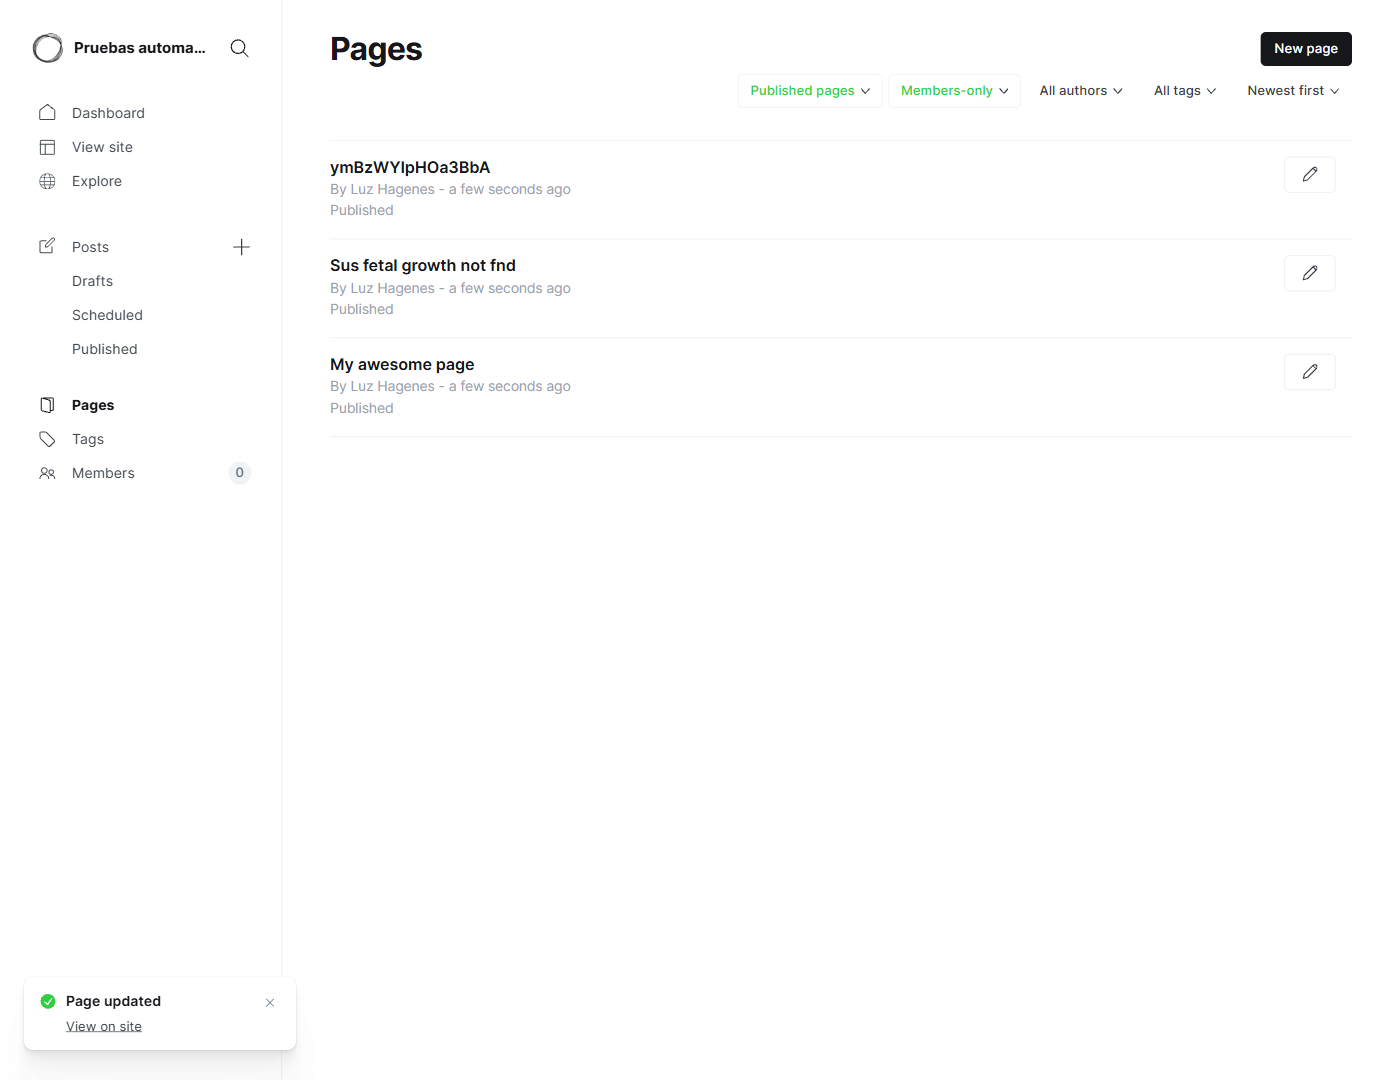 Pruebas automa...
Dashboard
View site
Explore
Posts
Drafts
Scheduled
Published
Pages
Tags
Members 0
Pages
New page
Published pages Members-only All authors All tags Newest first
ymBzWYIpHOa3BbA
By Luz Hagenes - a few seconds ago
Published
Sus fetal growth not fnd
By Luz Hagenes - a few seconds ago
Published
My awesome page
By Luz Hagenes - a few seconds ago
Published
Page updated
View on site